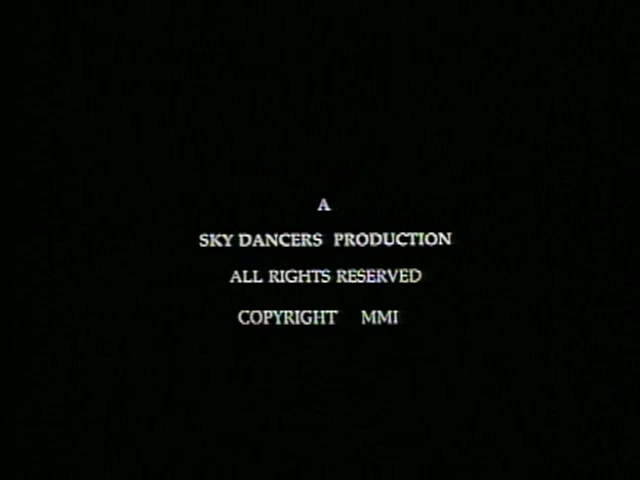 A
SKY DANCERS PRODUCTION
ALL RIGHTS RESERVED
COPYRIGHT MMI